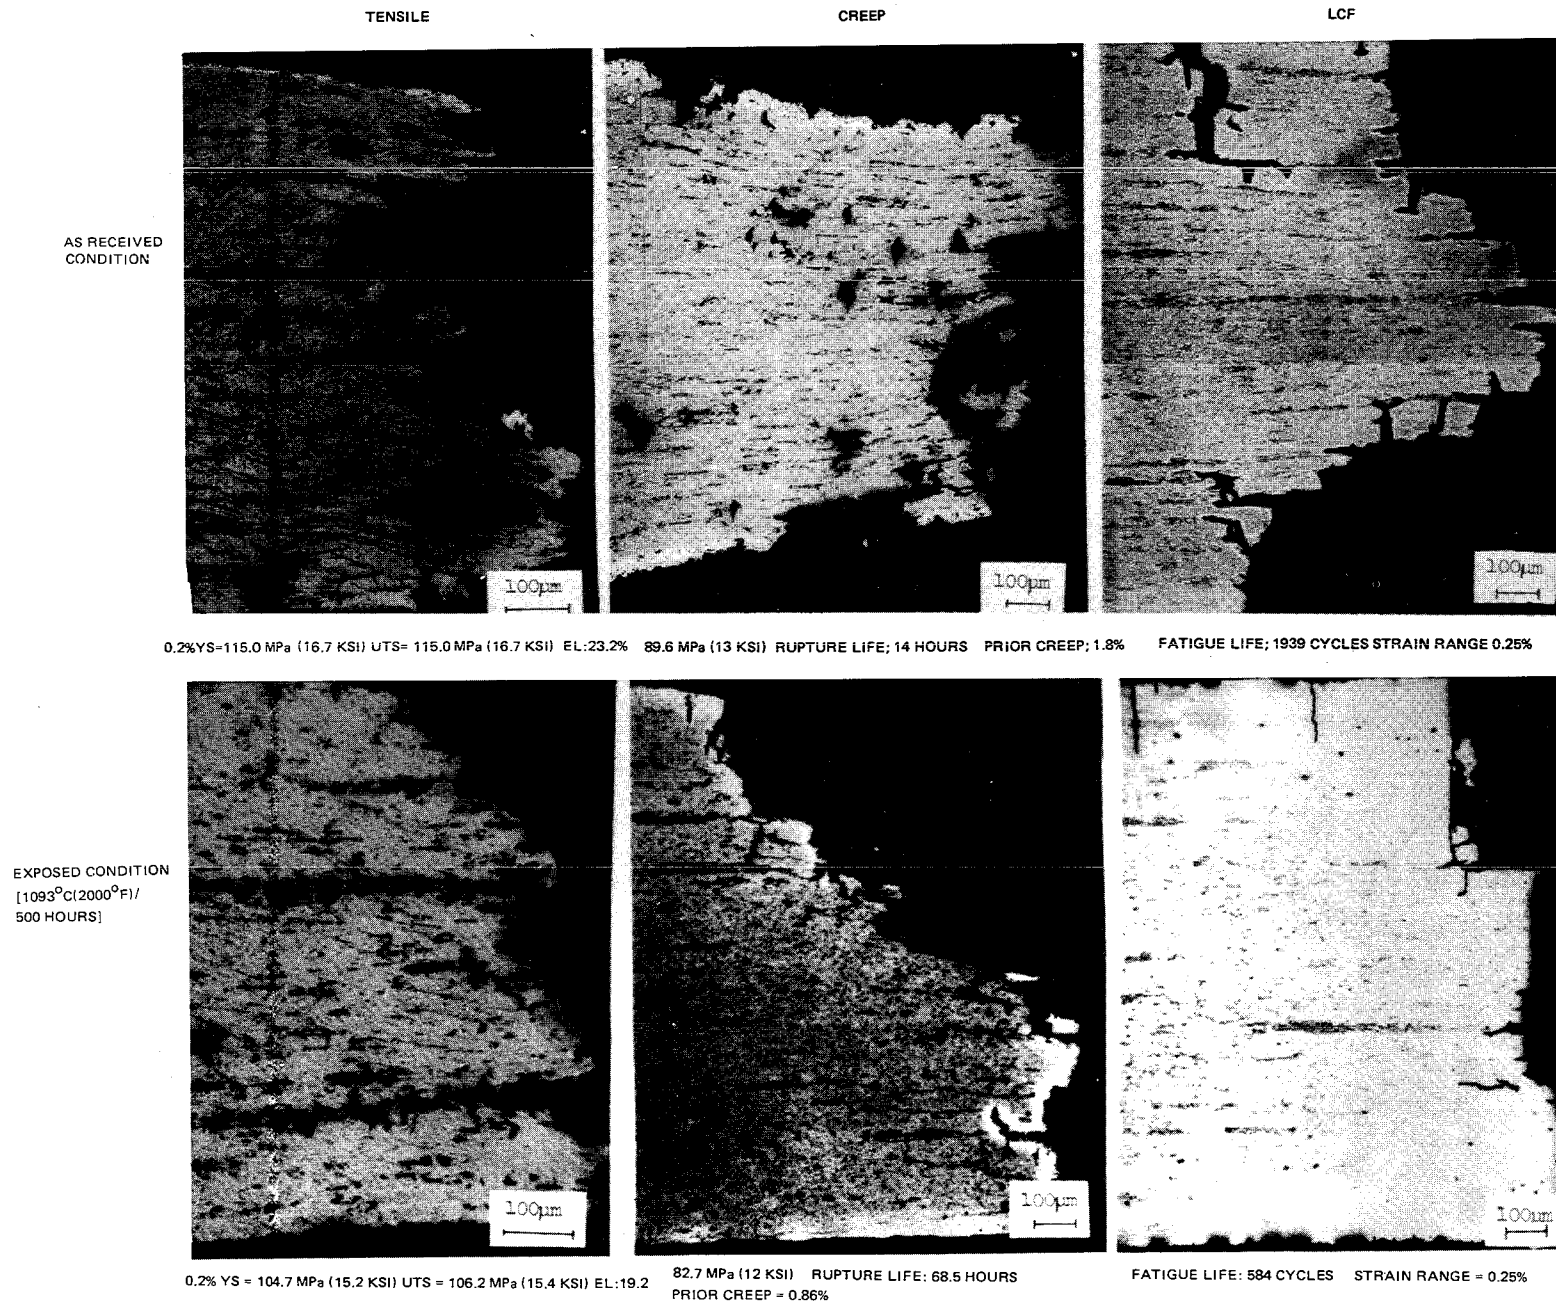 TENSILE
CREEP
LCF
AS RECEIVED
CONDITION
100μm
100μm
100μm
0.2%YS=115.0 MPa (16.7 KSI) UTS= 115.0 MPa (16.7 KSI) EL:23.2%
89.6 MPa (13 KSI) RUPTURE LIFE; 14 HOURS PRIOR CREEP; 1.8%
FATIGUE LIFE; 1939 CYCLES STRAIN RANGE 0.25%
EXPOSED CONDITION
[1093°C(2000°F)/
500 HOURS]
100μm
100μm
100μm
0.2% YS = 104.7 MPa (15.2 KSI) UTS = 106.2 MPa (15.4 KSI) EL:19.2
82.7 MPa (12 KSI) RUPTURE LIFE: 68.5 HOURS
PRIOR CREEP = 0.86%
FATIGUE LIFE: 584 CYCLES STRAIN RANGE = 0.25%